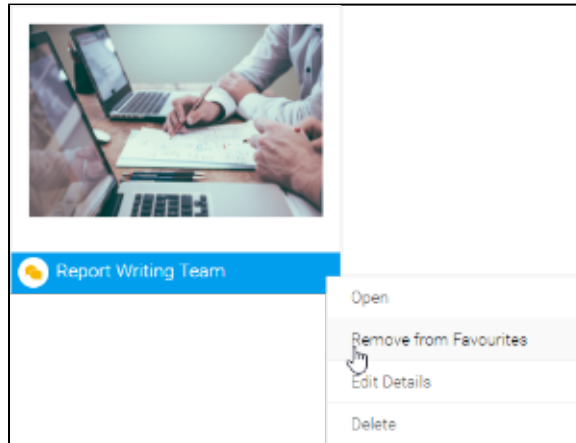 Report Writing Team
Open
Remove from Favourites
Edit Details
Delete